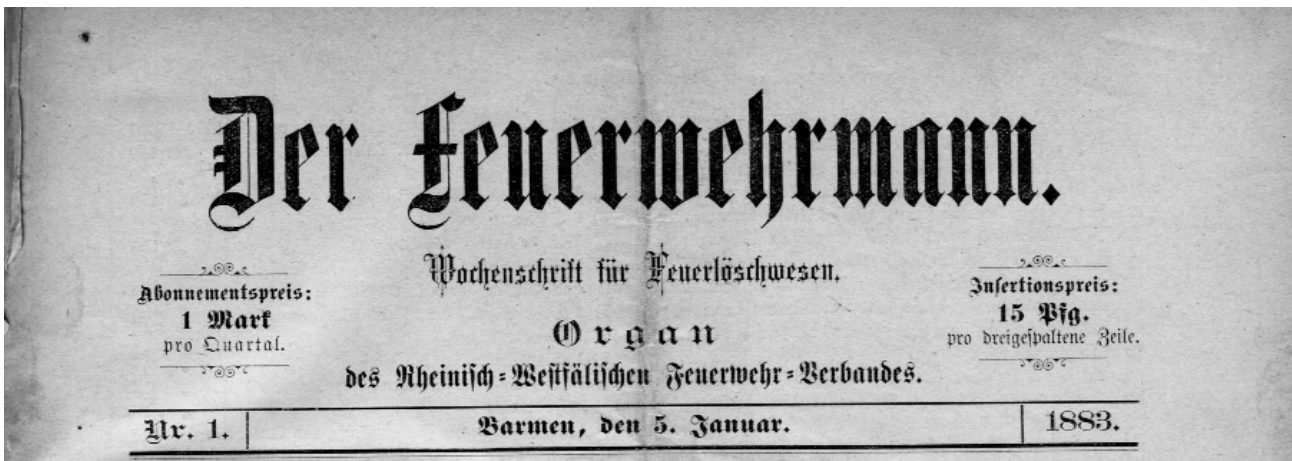 Der Feuerwehrmann.
Wochenschrift für Feuerlöschwesen.
Abonnementspreis:
1 Mark
pro Quartal.
Organ
des Rheinisch-Westfälischen Feuerwehr-Verbandes.
Insertionspreis:
15 Pfg.
pro dreigespaltene Zeile.
Nr. 1.
Barmen, den 5. Januar.
1883.